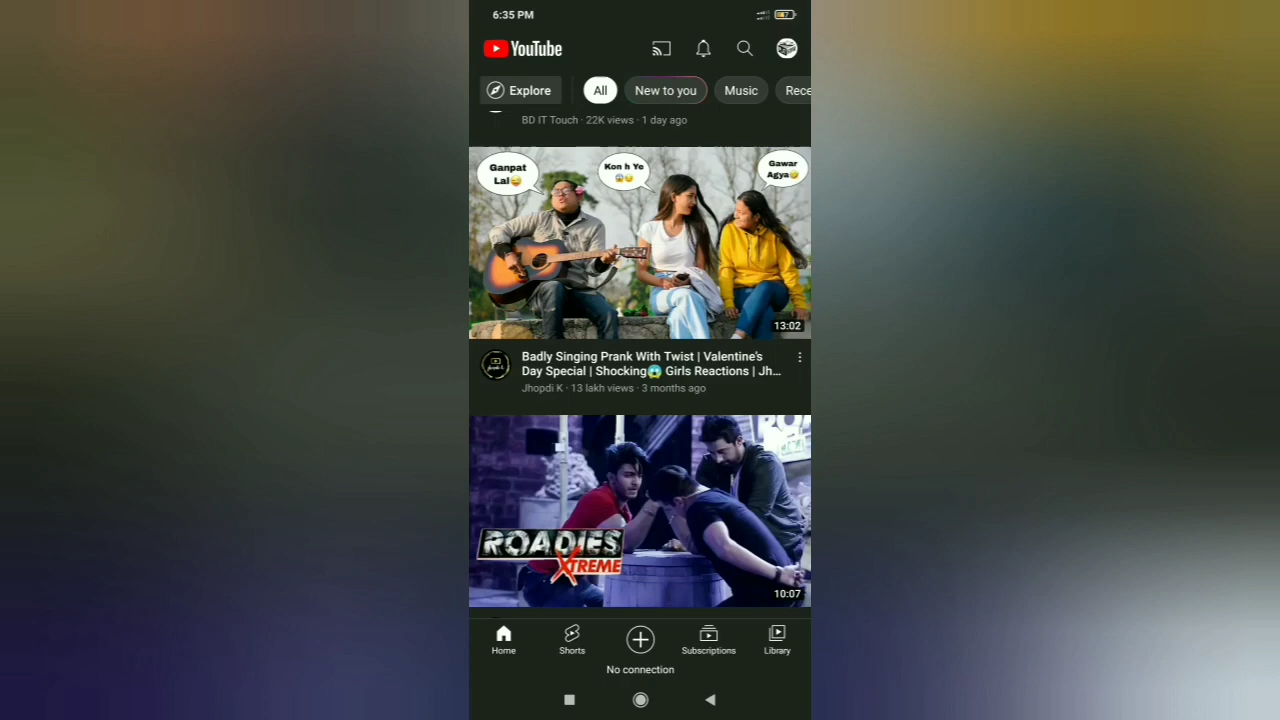 6:35 PM
YouTube
Explore
All
New to you
Music
Rece
BD IT Touch · 22K views · 1 day ago
Ganpat
Lal😜
Kon h Ye
😱😂
Gawar
Agya🤣
13:02
Badly Singing Prank With Twist | Valentine's
Day Special | Shocking😱 Girls Reactions | Jh...
Jhopdi K · 13 lakh views · 3 months ago
ROADIES
XTREME
10:07
Home
Shorts
Subscriptions
Library
No connection